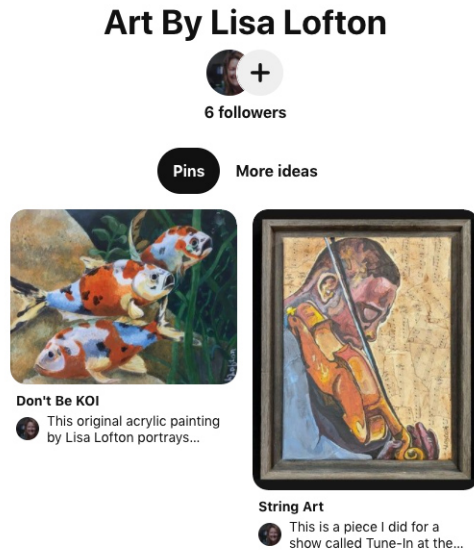 Art By Lisa Lofton
6 followers
Pins
More ideas
Don't Be KOI
This original acrylic painting
by Lisa Lofton portrays...
String Art
This is a piece I did for a
show called Tune-In at the...